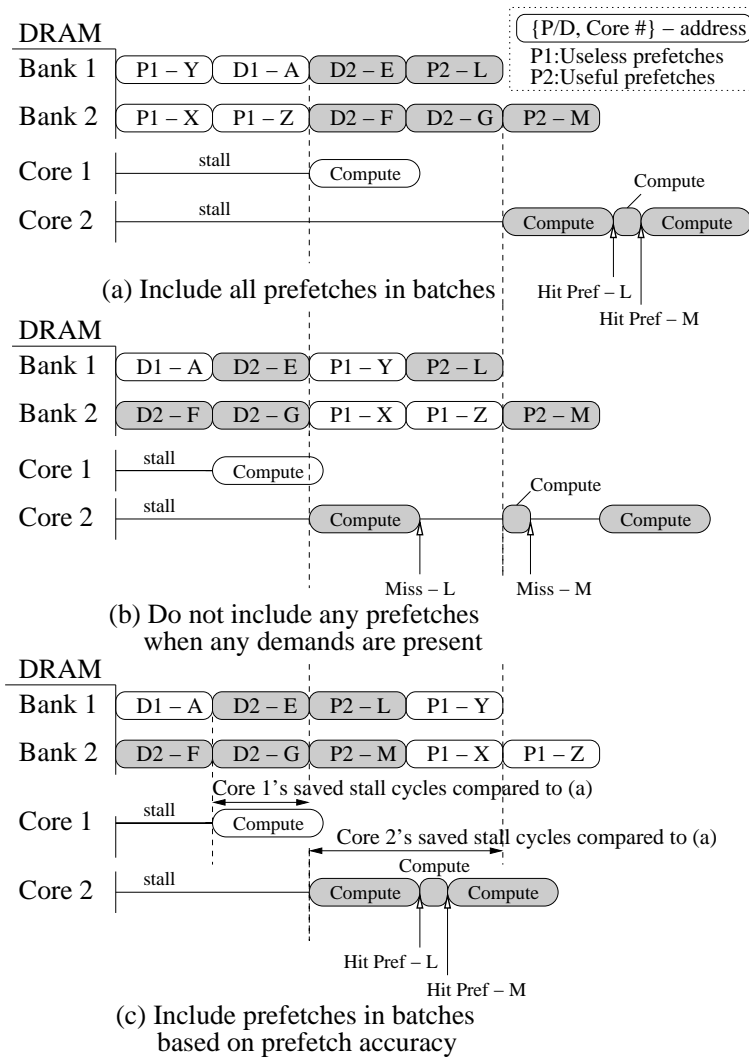 {P/D, Core #} – address
P1:Useless prefetches
P2:Useful prefetches
DRAM
Bank 1 P1 – Y D1 – A D2 – E P2 – L
Bank 2 P1 – X P1 – Z D2 – F D2 – G P2 – M
Core 1 stall Compute
Compute
Core 2 stall Compute Compute
Hit Pref – L
Hit Pref – M
(a) Include all prefetches in batches
DRAM
Bank 1 D1 – A D2 – E P1 – Y P2 – L
Bank 2 D2 – F D2 – G P1 – X P1 – Z P2 – M
Core 1 stall Compute
Compute
Core 2 stall Compute Compute
Miss – L Miss – M
(b) Do not include any prefetches
when any demands are present
DRAM
Bank 1 D1 – A D2 – E P2 – L P1 – Y
Bank 2 D2 – F D2 – G P2 – M P1 – X P1 – Z
Core 1's saved stall cycles compared to (a)
Core 1 stall Compute
Core 2's saved stall cycles compared to (a)
Compute
Core 2 stall Compute Compute
Hit Pref – L
Hit Pref – M
(c) Include prefetches in batches
based on prefetch accuracy